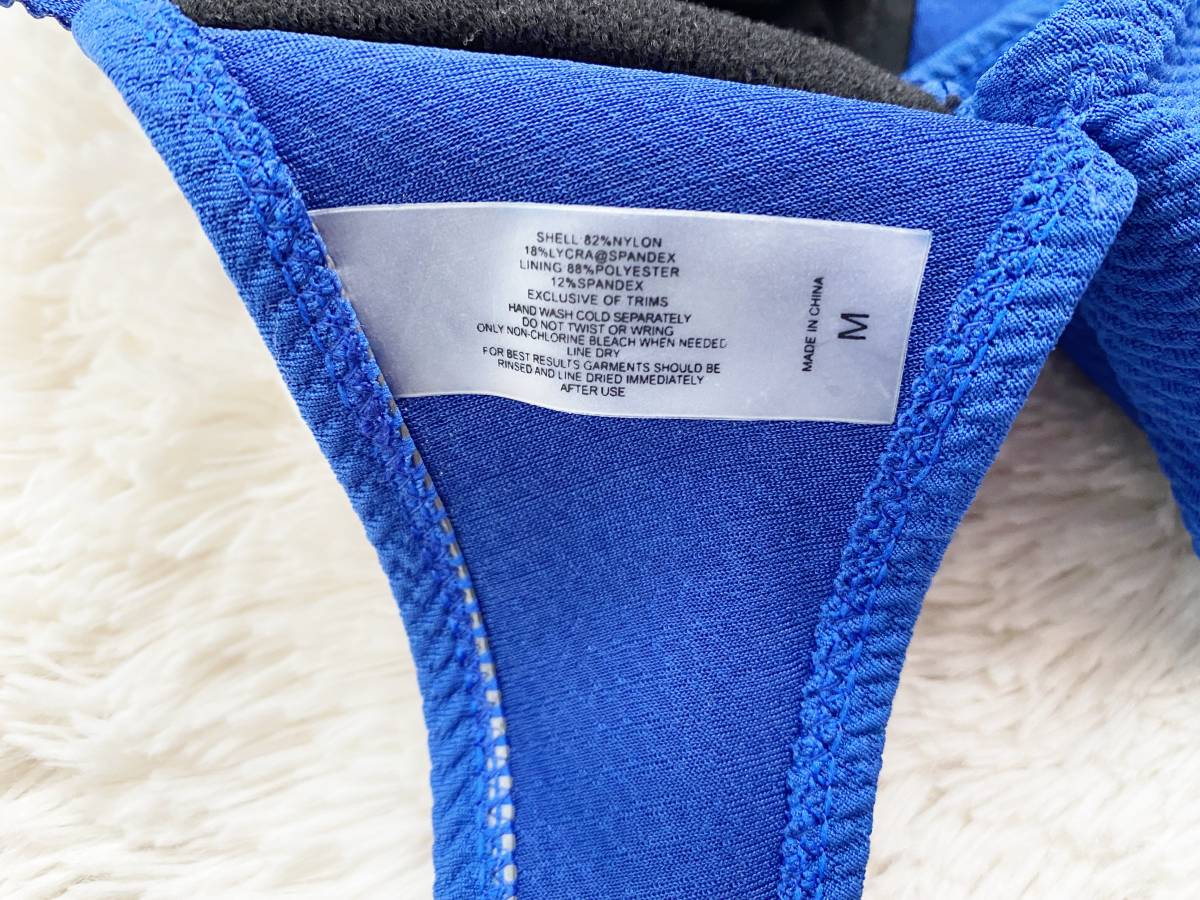 SHELL 82%NYLON
18%LYCRA@SPANDEX
LINING 88%POLYESTER
12%SPANDEX
EXCLUSIVE OF TRIMS
HAND WASH COLD SEPARATELY
DO NOT TWIST OR WRING
ONLY NON-CHLORINE BLEACH WHEN NEEDED
LINE DRY
FOR BEST RESULTS GARMENTS SHOULD BE
RINSED AND LINE DRIED IMMEDIATELY
AFTER USE
MADE IN CHINA
M